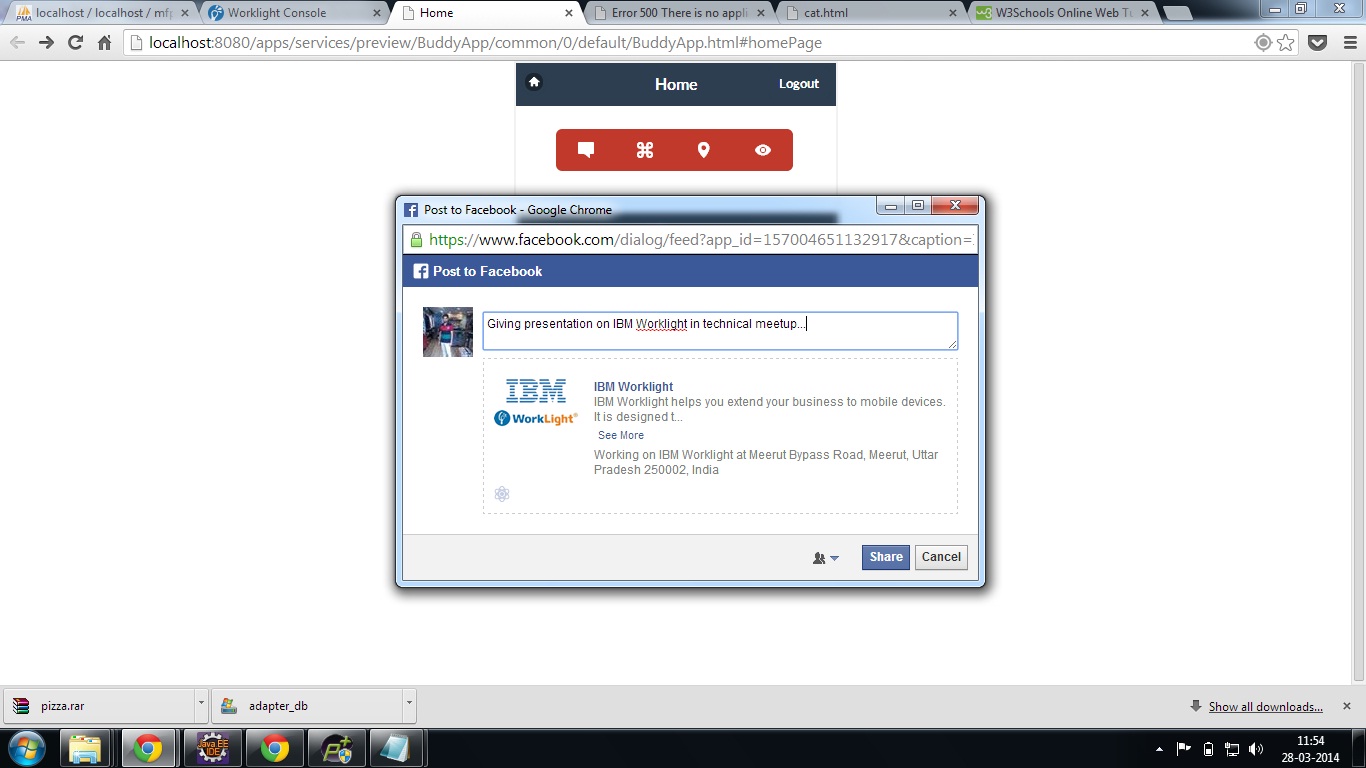 localhost / localhost / mfp
Worklight Console
Home
Error 500 There is no appli
cat.html
W3Schools Online Web Tu
localhost:8080/apps/services/preview/BuddyApp/common/0/default/BuddyApp.html#homePage
Home
Logout
Post to Facebook - Google Chrome
https://www.facebook.com/dialog/feed?app_id=157004651132917&caption=
Post to Facebook
Giving presentation on IBM Worklight in technical meetup...
IBM
WorkLight®
IBM Worklight
IBM Worklight helps you extend your business to mobile devices.
It is designed t...
See More
Working on IBM Worklight at Meerut Bypass Road, Meerut, Uttar
Pradesh 250002, India
Share
Cancel
pizza.rar
adapter_db
Show all downloads...
Java EE
IDE
11:54
28-03-2014